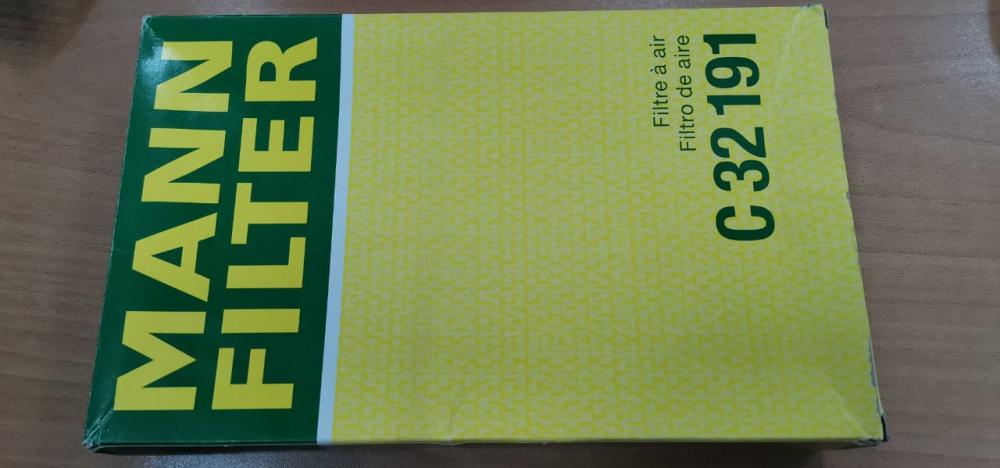 MANN
FILTER
Filtre à air
Filtro de aire
C 32 191